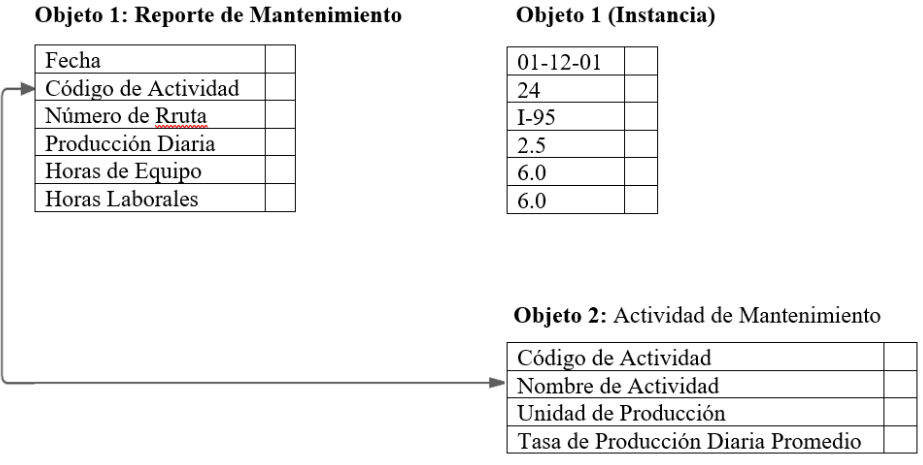 Objeto 1: Reporte de Mantenimiento
Fecha
Código de Actividad
Número de Rruta
Producción Diaria
Horas de Equipo
Horas Laborales
Objeto 1 (Instancia)
01-12-01
24
I-95
2.5
6.0
6.0
Objeto 2: Actividad de Mantenimiento
Código de Actividad
Nombre de Actividad
Unidad de Producción
Tasa de Producción Diaria Promedio